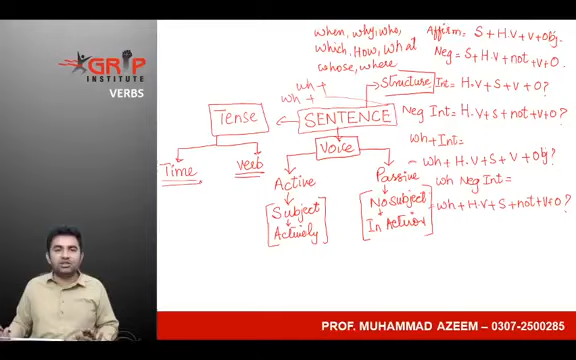 GRIP
INSTITUTE
VERBS
when, why, who,
which, How, what
whose, where
wh +
wh +
Tense
SENTENCE
Structure
Voice
Time
verb
Active
Passive
Subject
Actively
No Subject
In Action
Affirm = S + H.V + V + Obj.
Neg = S + H.V + not + V + O.
Int = H.V + S + V + O?
Neg Int = H.V + S + not + V + O?
wh + Int =
wh + H.V + S + V + Obj?
wh Neg Int =
wh + H.V + S + not + V + O?
PROF. MUHAMMAD AZEEM – 0307-2500285